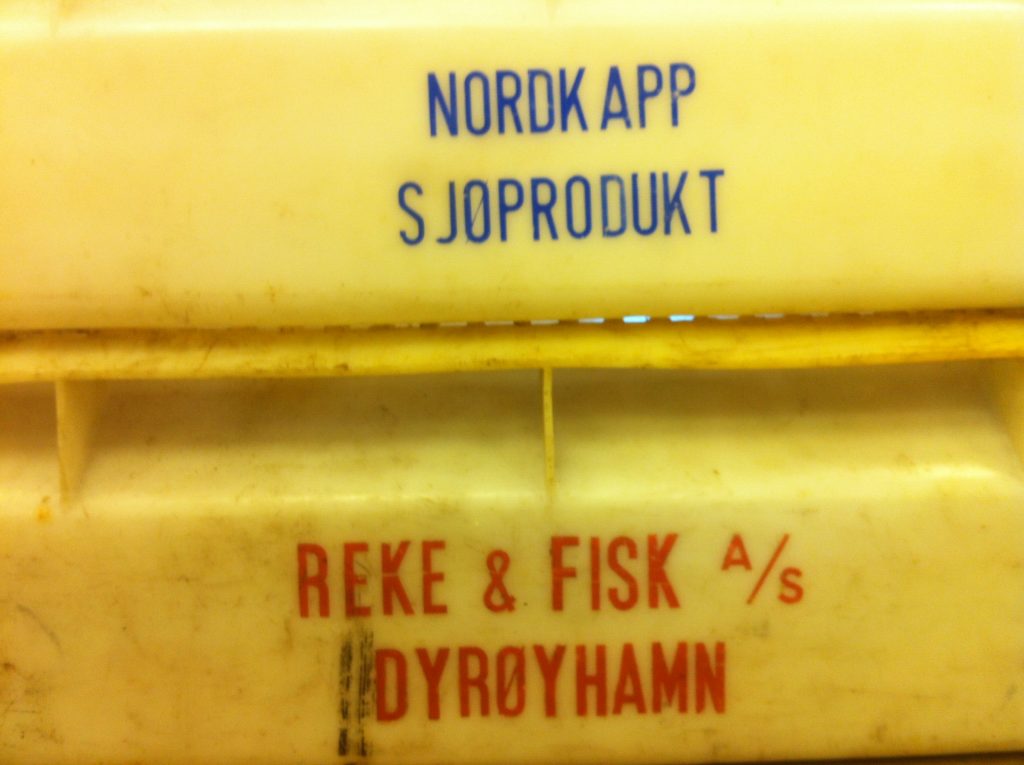 NORDKAPP
SJØPRODUKT
REKE & FISK A/S
DYRØYHAMN